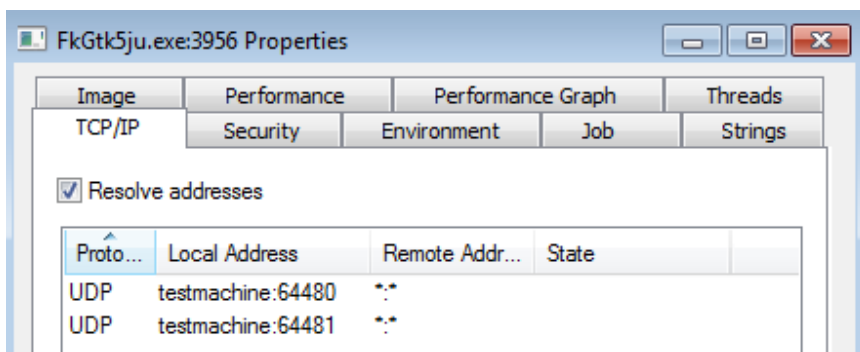 FkGtk5ju.exe:3956 Properties
Image Performance Performance Graph Threads
TCP/IP Security Environment Job Strings
Resolve addresses
Proto... Local Address Remote Addr... State
UDP testmachine:64480 *:*
UDP testmachine:64481 *:*